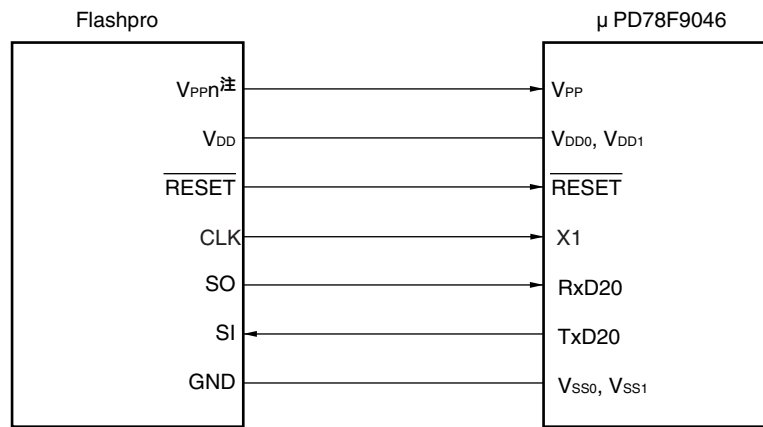 Flashpro
μ PD78F9046
VPPn注
VPP
VDD
VDD0, VDD1
RESET
RESET
CLK
X1
SO
RxD20
SI
TxD20
GND
VSS0, VSS1